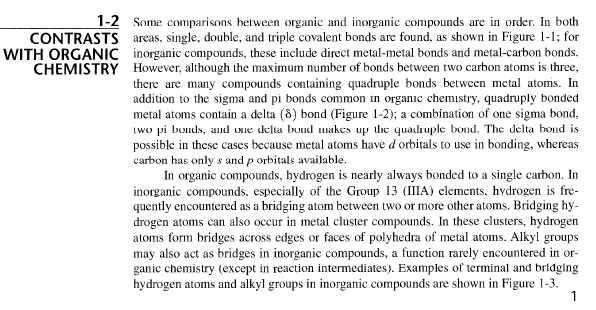 1-2
CONTRASTS
WITH ORGANIC
CHEMISTRY
Some comparisons between organic and inorganic compounds are in order. In both
areas, single, double, and triple covalent bonds are found, as shown in Figure 1-1; for
inorganic compounds, these include direct metal-metal bonds and metal-carbon bonds.
However, although the maximum number of bonds between two carbon atoms is three,
there are many compounds containing quadruple bonds between metal atoms. In
addition to the sigma and pi bonds common in organic chemistry, quadruply bonded
metal atoms contain a delta (δ) bond (Figure 1-2); a combination of one sigma bond,
two pi bonds, and one delta bond makes up the quadruple bond. The delta bond is
possible in these cases because metal atoms have d orbitals to use in bonding, whereas
carbon has only s and p orbitals available.
In organic compounds, hydrogen is nearly always bonded to a single carbon. In
inorganic compounds, especially of the Group 13 (IIIA) elements, hydrogen is fre-
quently encountered as a bridging atom between two or more other atoms. Bridging hy-
drogen atoms can also occur in metal cluster compounds. In these clusters, hydrogen
atoms form bridges across edges or faces of polyhedra of metal atoms. Alkyl groups
may also act as bridges in inorganic compounds, a function rarely encountered in or-
ganic chemistry (except in reaction intermediates). Examples of terminal and bridging
hydrogen atoms and alkyl groups in inorganic compounds are shown in Figure 1-3.
1